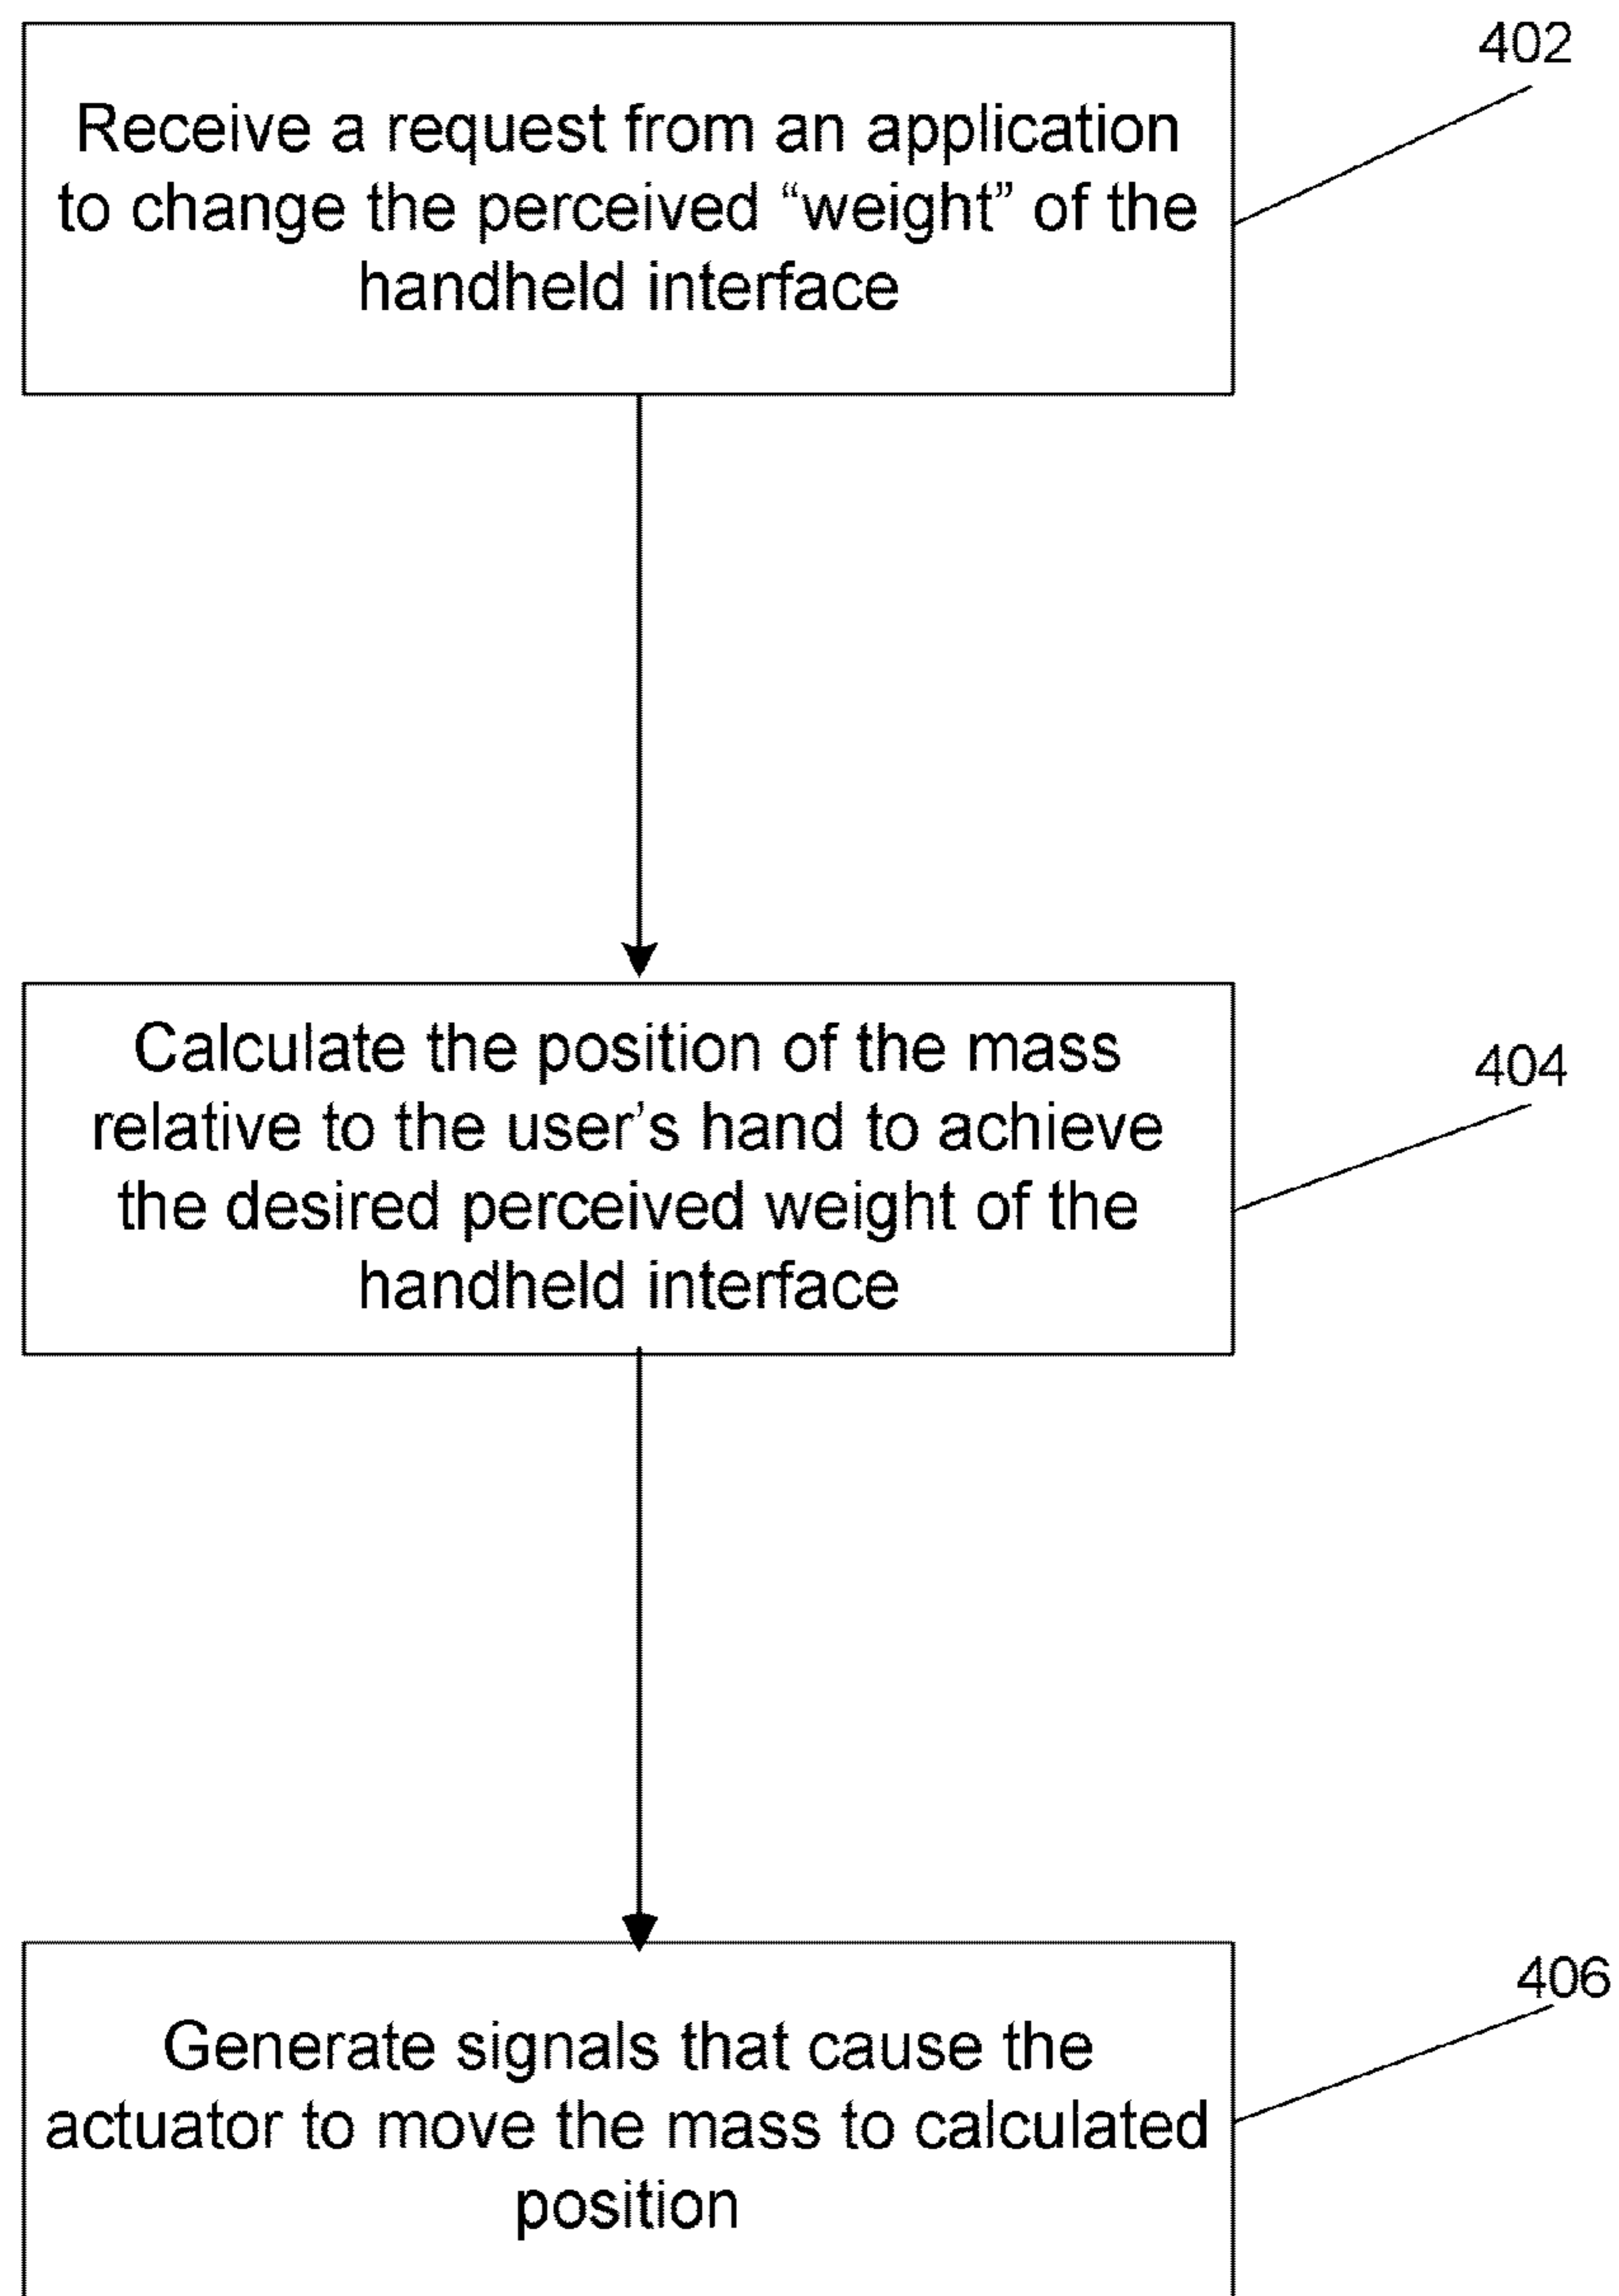 402
Receive a request from an application
to change the perceived “weight” of the
handheld interface
404
Calculate the position of the mass
relative to the user’s hand to achieve
the desired perceived weight of the
handheld interface
406
Generate signals that cause the
actuator to move the mass to calculated
position